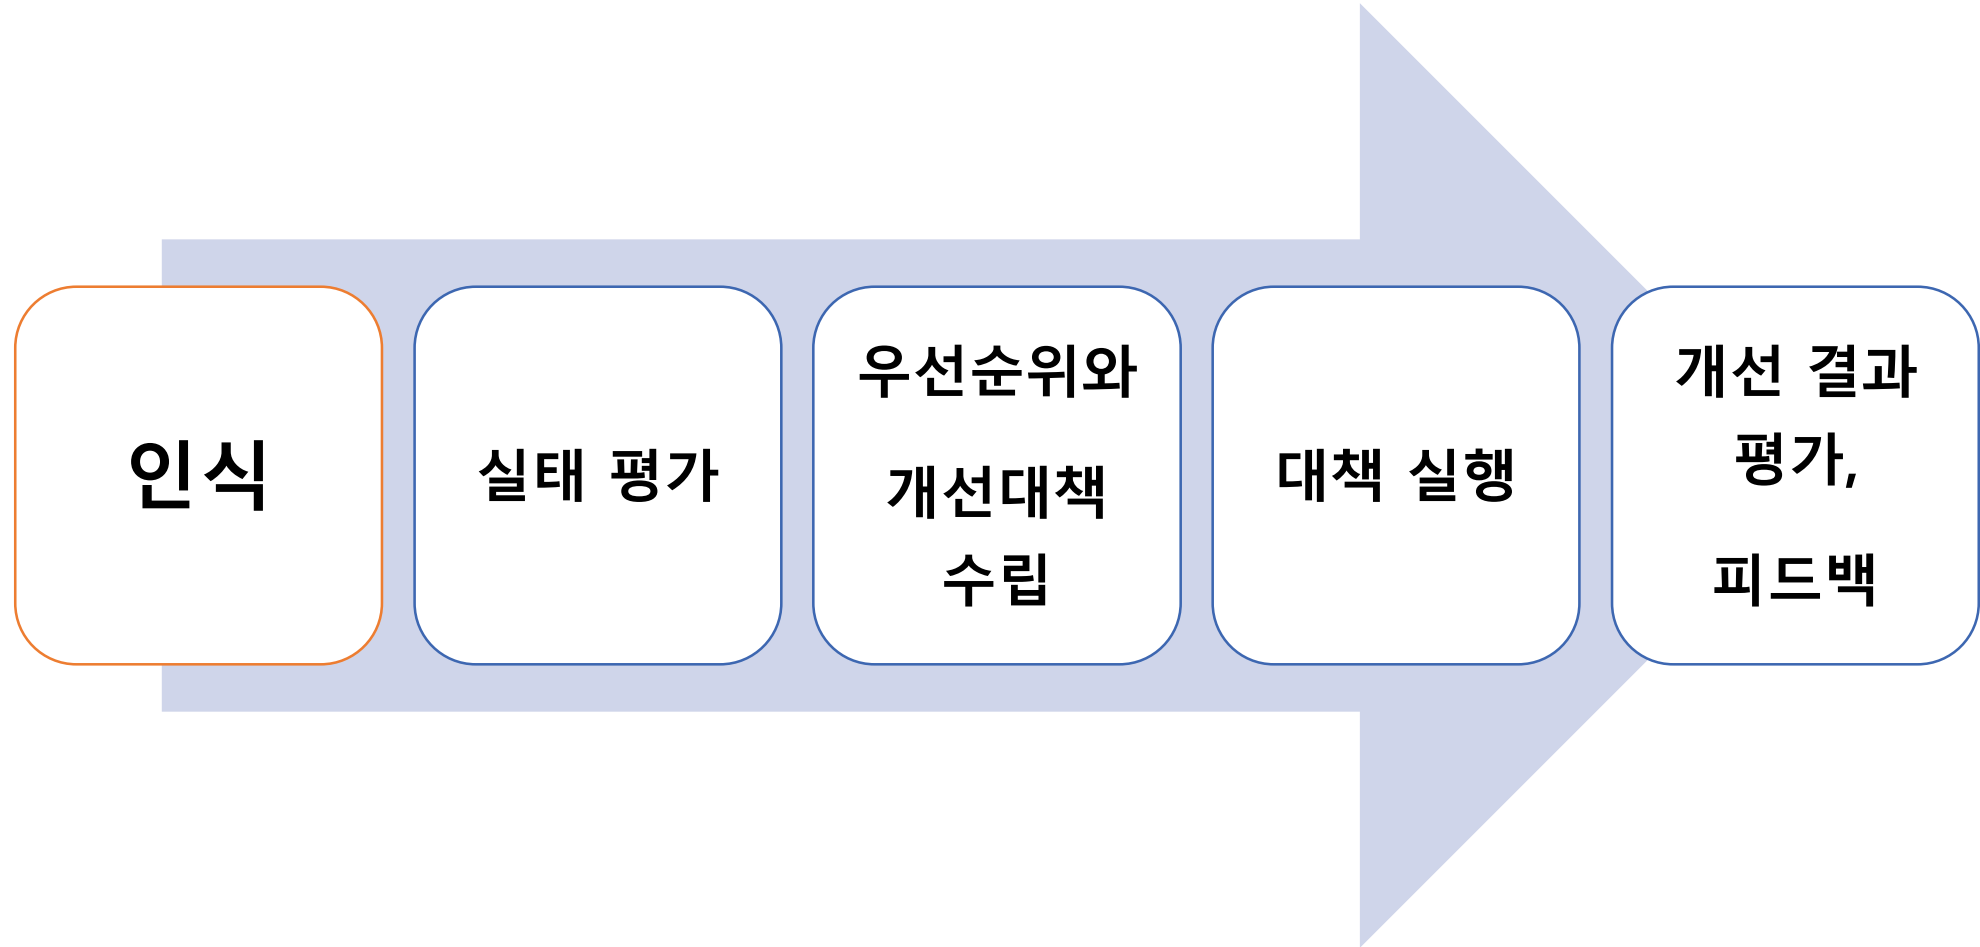 인식
실태 평가
우선순위와
개선대책
수립
대책 실행
개선 결과
평가,
피드백